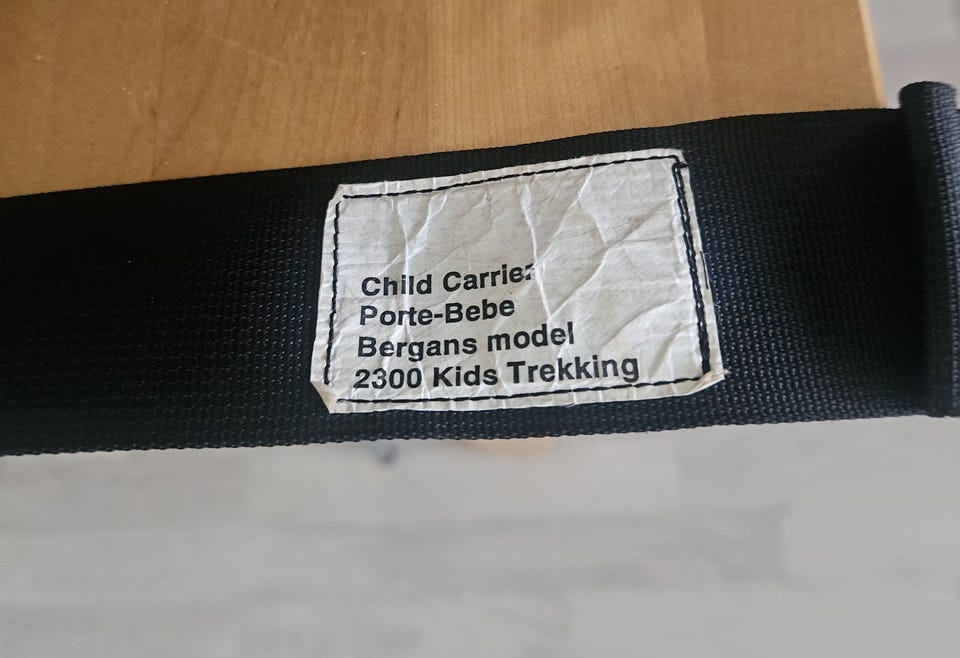 Child Carrier
Porte-Bebe
Bergans model
2300 Kids Trekking